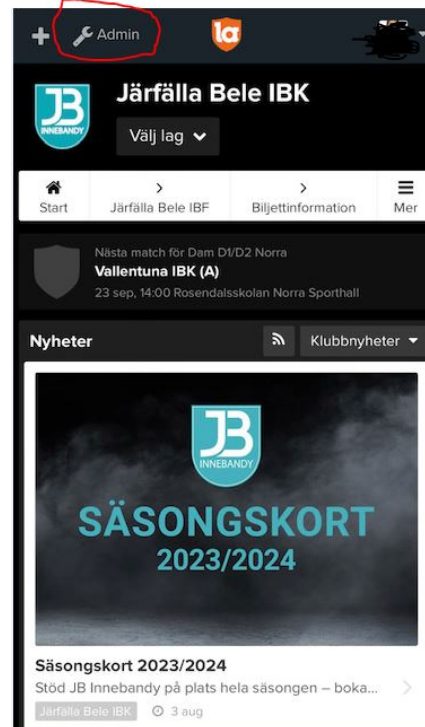 Admin
la
JB
INNEBANDY
Järfälla Bele IBK
Välj lag
Start
Järfälla Bele IBF
Biljettinformation
Mer
Nästa match för Dam D1/D2 Norra
Vallentuna IBK (A)
23 sep, 14:00 Rosendalsskolan Norra Sporthall
Nyheter
Klubbnyheter
JB
INNEBANDY
SÄSONGSKORT
2023/2024
Säsongskort 2023/2024
Stöd JB Innebandy på plats hela säsongen – boka...
Järfälla Bele IBK
3 aug